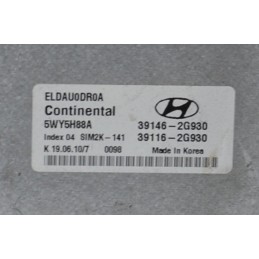 ELDAU0DR0A
Continental
5WY5H88A 39146-2G930
Index 04 SIM2K-141 39116-2G930
K 19.06.10/7 0098 Made In Korea